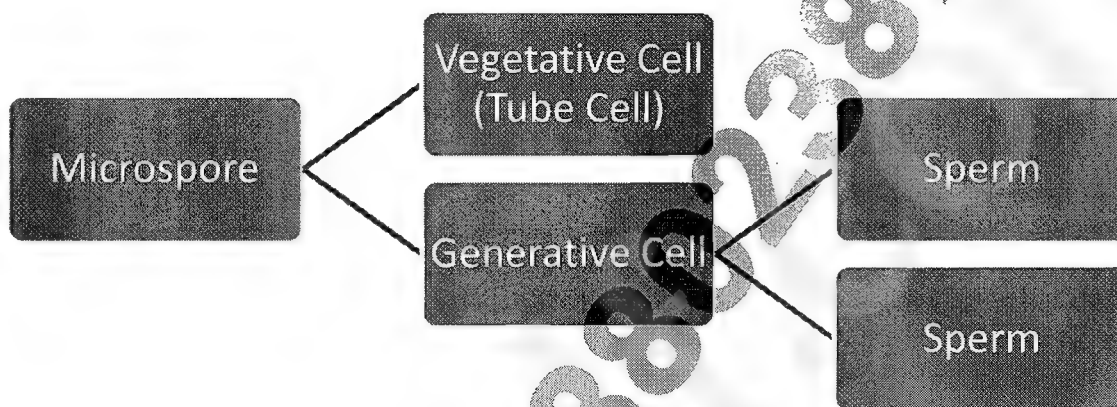 Microspore
Vegetative Cell
(Tube Cell)
Generative Cell
Sperm
Sperm